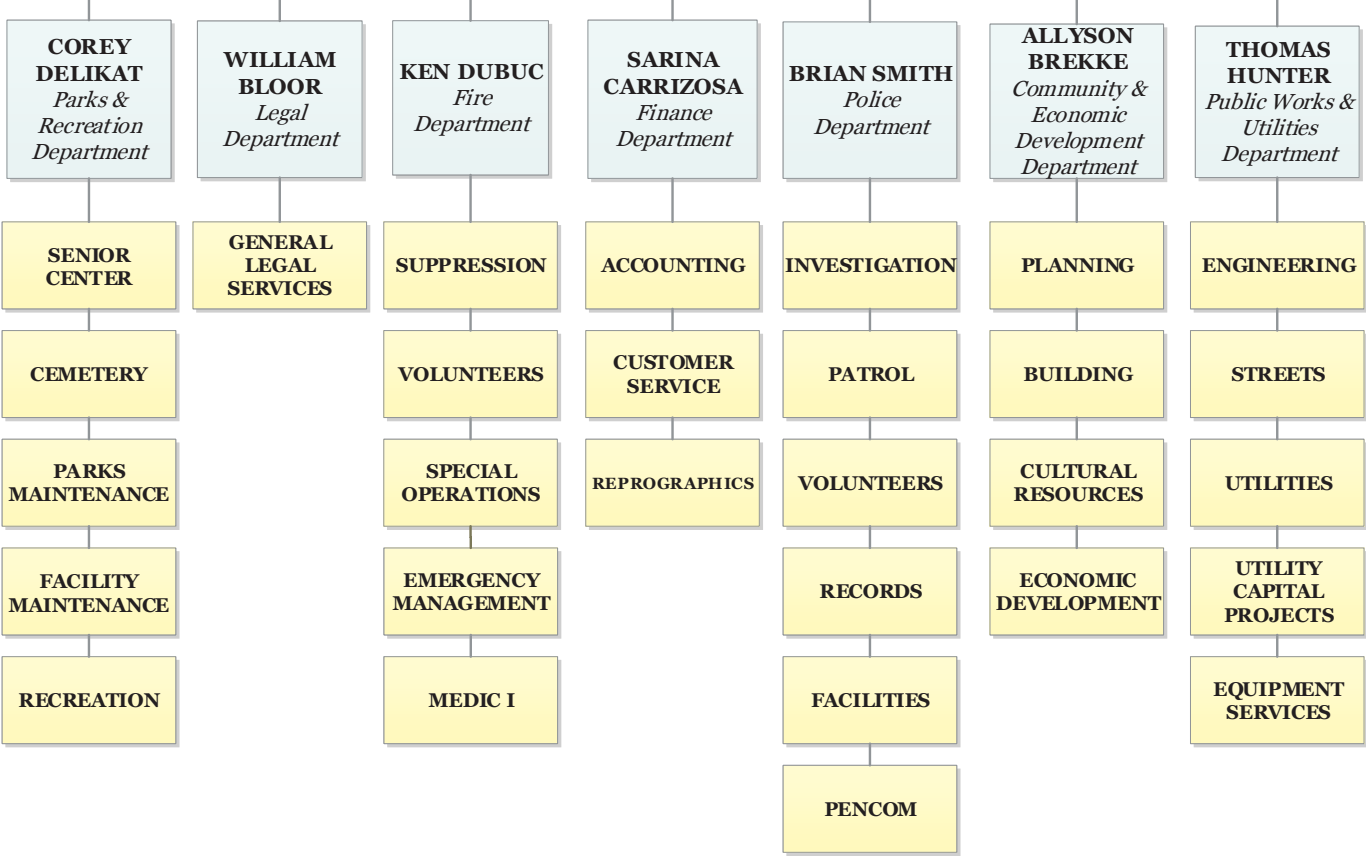 COREY
DELIKAT
Parks &
Recreation
Department
WILLIAM
BLOOR
Legal
Department
KEN DUBUC
Fire
Department
SARINA
CARRIZOSA
Finance
Department
BRIAN SMITH
Police
Department
ALLYSON
BREKKE
Community &
Economic
Development
Department
THOMAS
HUNTER
Public Works &
Utilities
Department
SENIOR
CENTER
CEMETERY
PARKS
MAINTENANCE
FACILITY
MAINTENANCE
RECREATION
GENERAL
LEGAL
SERVICES
SUPPRESSION
VOLUNTEERS
SPECIAL
OPERATIONS
EMERGENCY
MANAGEMENT
MEDIC I
ACCOUNTING
CUSTOMER
SERVICE
REPROGRAPHICS
INVESTIGATION
PATROL
VOLUNTEERS
RECORDS
FACILITIES
PENCOM
PLANNING
BUILDING
CULTURAL
RESOURCES
ECONOMIC
DEVELOPMENT
ENGINEERING
STREETS
UTILITIES
UTILITY
CAPITAL
PROJECTS
EQUIPMENT
SERVICES